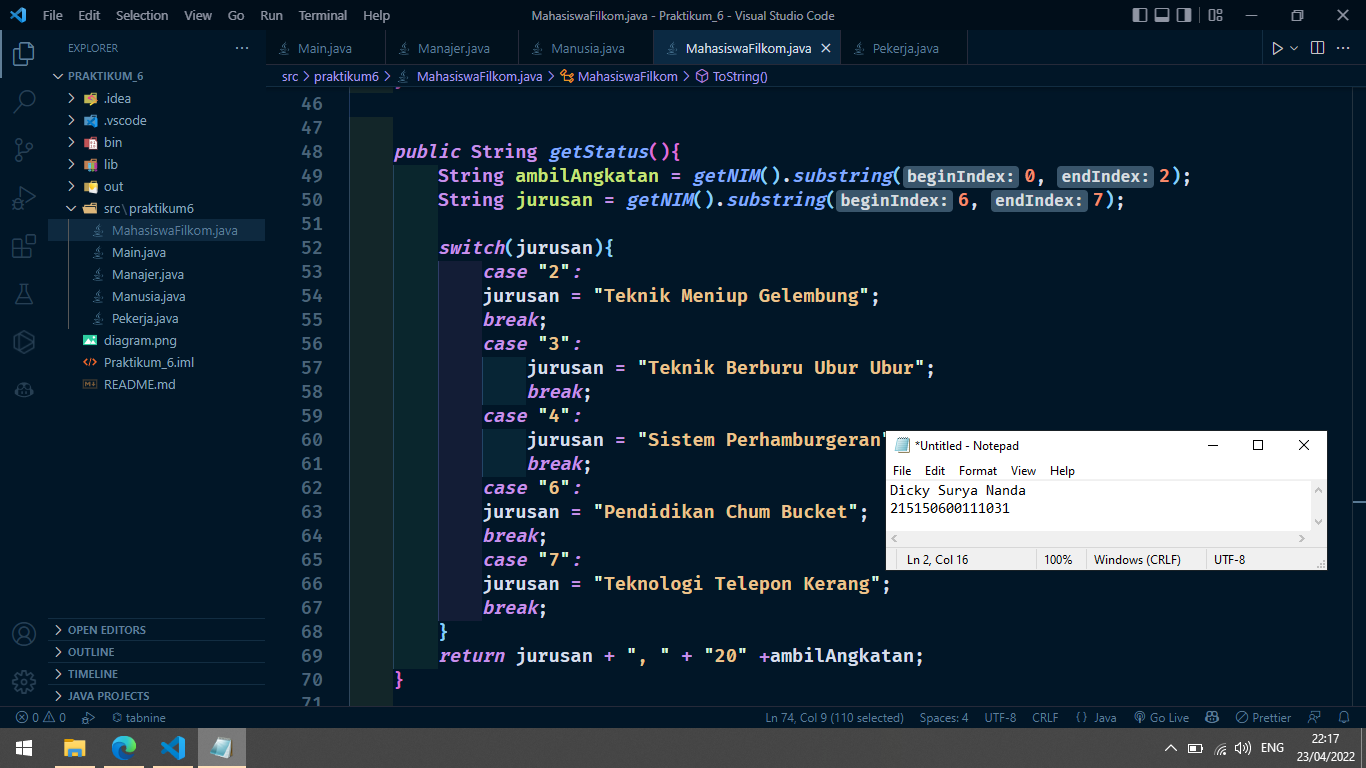 File Edit Selection View Go Run Terminal Help MahasiswaFilkom.java - Praktikum_6 - Visual Studio Code
EXPLORER
PRAKTIKUM_6
.idea
.vscode
bin
lib
out
src\praktikum6
MahasiswaFilkom.java
Main.java
Manajer.java
Manusia.java
Pekerja.java
diagram.png
Praktikum_6.iml
README.md
OPEN EDITORS
OUTLINE
TIMELINE
JAVA PROJECTS
Main.java Manajer.java Manusia.java MahasiswaFilkom.java Pekerja.java
src > praktikum6 > MahasiswaFilkom.java > MahasiswaFilkom > ToString()
46
47
48 public String getStatus(){
49 String ambilAngkatan = getNIM().substring(beginIndex: 0, endIndex: 2);
50 String jurusan = getNIM().substring(beginIndex: 6, endIndex: 7);
51
52 switch(jurusan){
53 case "2":
54 jurusan = "Teknik Meniup Gelembung";
55 break;
56 case "3":
57 jurusan = "Teknik Berburu Ubur Ubur";
58 break;
59 case "4":
60 jurusan = "Sistem Perhamburgeran"
61 break;
62 case "6":
63 jurusan = "Pendidikan Chum Bucket";
64 break;
65 case "7":
66 jurusan = "Teknologi Telepon Kerang";
67 break;
68 }
69 return jurusan + ", " + "20" +ambilAngkatan;
70 }
71
*Untitled - Notepad
File Edit Format View Help
Dicky Surya Nanda
215150600111031
Ln 2, Col 16 100% Windows (CRLF) UTF-8
0 0 tabnine Ln 74, Col 9 (110 selected) Spaces: 4 UTF-8 CRLF { } Java Go Live Prettier
ENG
22:17
23/04/2022